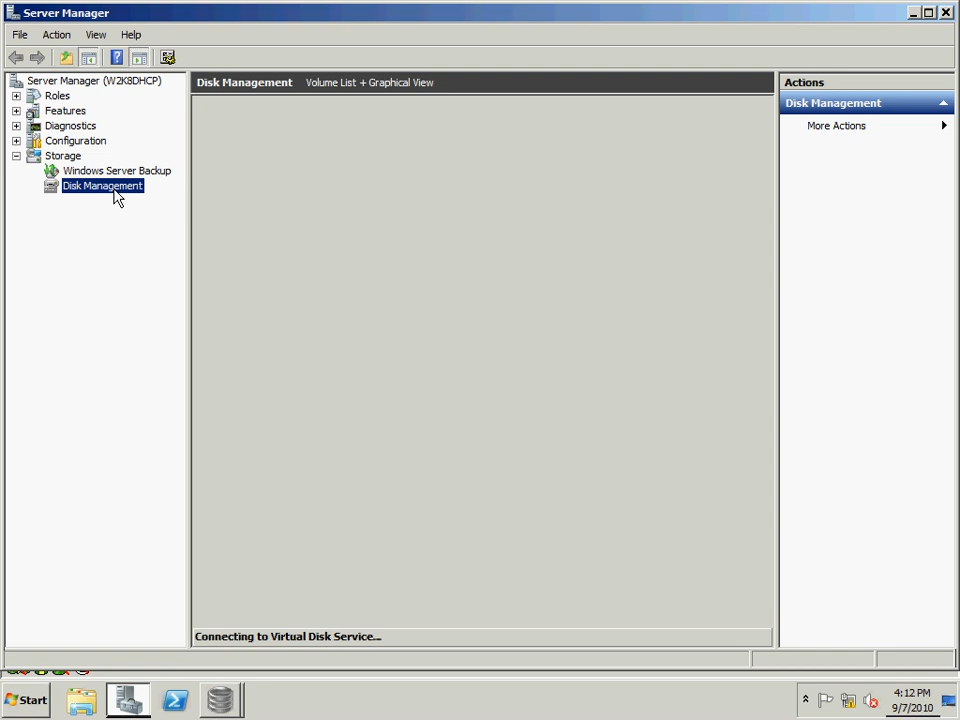 Server Manager
File Action View Help
Server Manager (W2K8DHCP)
Roles
Features
Diagnostics
Configuration
Storage
Windows Server Backup
Disk Management
Disk Management Volume List + Graphical View
Connecting to Virtual Disk Service...
Actions
Disk Management
More Actions
Start
4:12 PM
9/7/2010